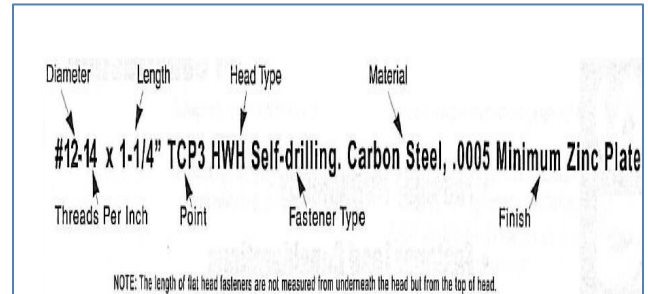 Diameter Length Head Type Material
#12-14 x 1-1/4" TCP3 HWH Self-drilling, Carbon Steel, .0005 Minimum Zinc Plate
Threads Per Inch Point Fastener Type Finish
NOTE: The length of flat head fasteners are not measured from underneath the head but from the top of head.